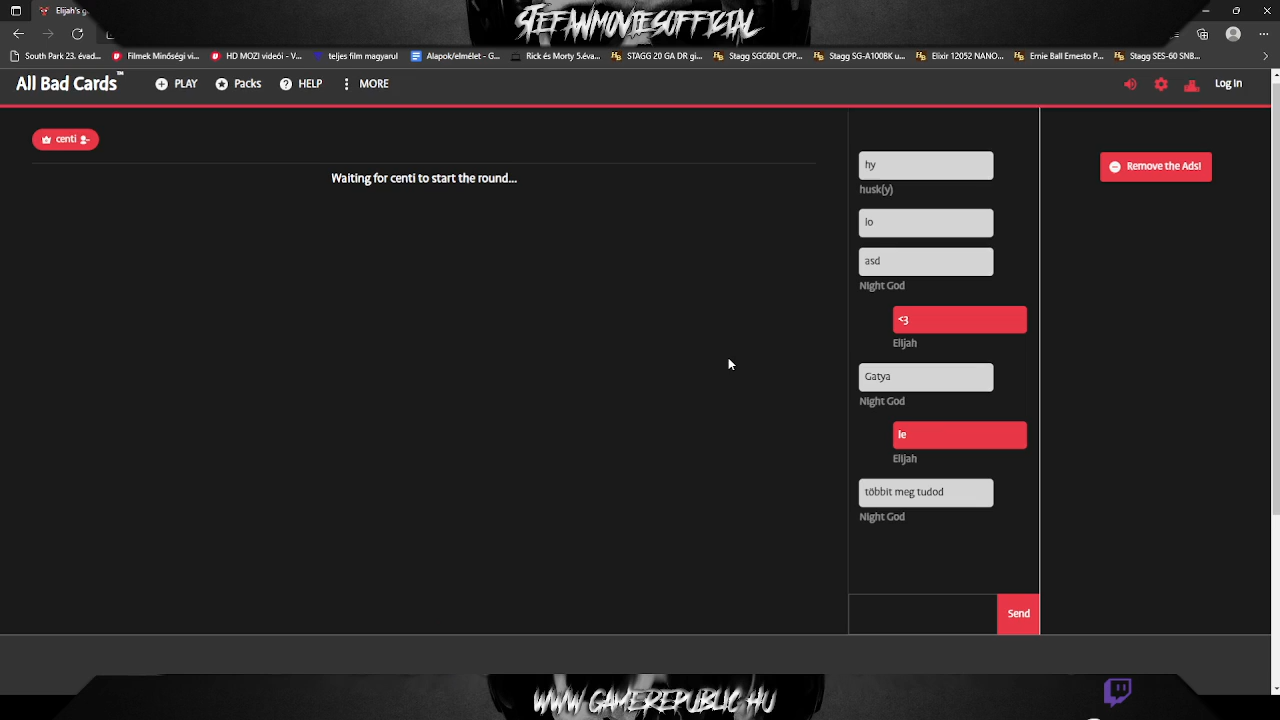 STEFANMOVIESOFFICIAL
Elijah's g
South Park 23. évad... Filmek Minőségi vi... HD MOZI videói - V... teljes film magyarul Alapok/elmélet - G... Rick és Morty 5.éva... STAGG 20 GA DR gi... Stagg SGC6DL CPP... Stagg SG-A100BK u... Elixir 12052 NANO... Ernie Ball Ernesto P... Stagg SES-60 SNB...
All Bad Cards™ PLAY Packs HELP MORE Log In
centi
Waiting for centi to start the round...
hy
husk(y)
lo
asd
Night God
<3
Elijah
Gatya
Night God
le
Elijah
többit meg tudod
Night God
Send
Remove the Ads!
WWW GAMEREPUBLIC.HU